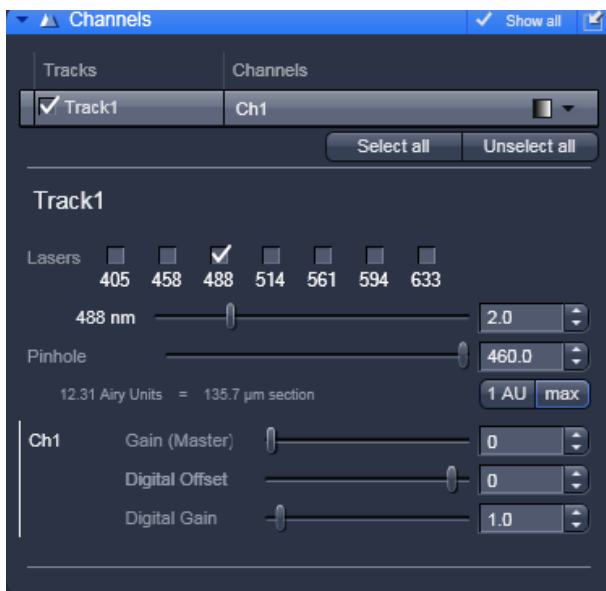 Channels Show all
Tracks Channels
Track1 Ch1
Select all Unselect all
Track1
Lasers
405 458 488 514 561 594 633
488 nm 2.0
Pinhole 460.0
12.31 Airy Units = 135.7 µm section 1 AU max
Ch1 Gain (Master) 0
Digital Offset 0
Digital Gain 1.0